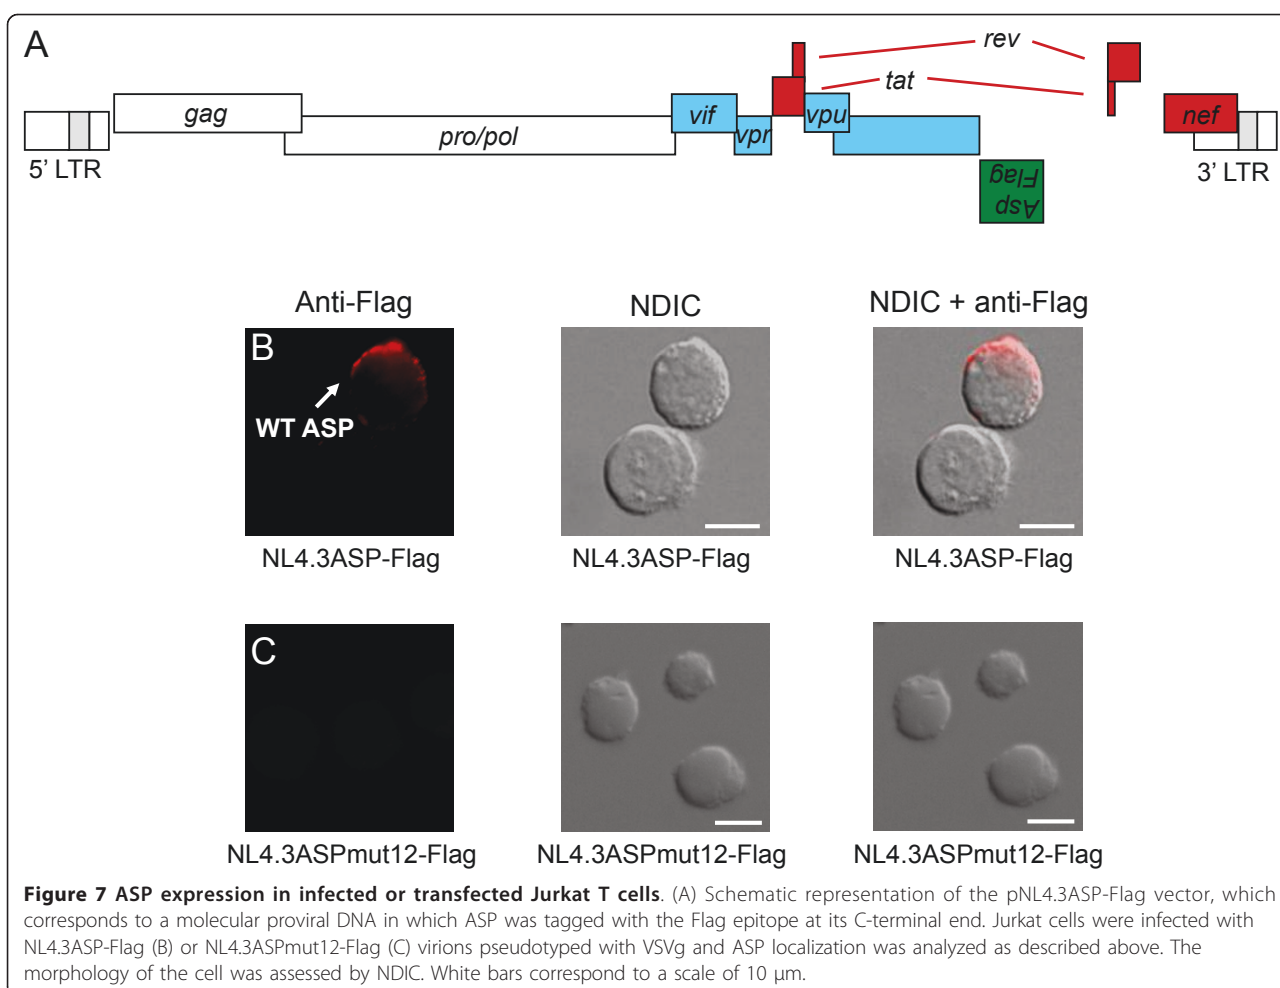 A
rev
tat
gag
pro/pol
vif
vpr
vpu
nef
5' LTR
3' LTR
Asp
Flag
Anti-Flag
NDIC
NDIC + anti-Flag
B
WT ASP
NL4.3ASP-Flag
NL4.3ASP-Flag
NL4.3ASP-Flag
C
NL4.3ASPmut12-Flag
NL4.3ASPmut12-Flag
NL4.3ASPmut12-Flag
Figure 7 ASP expression in infected or transfected Jurkat T cells. (A) Schematic representation of the pNL4.3ASP-Flag vector, which
corresponds to a molecular proviral DNA in which ASP was tagged with the Flag epitope at its C-terminal end. Jurkat cells were infected with
NL4.3ASP-Flag (B) or NL4.3ASPmut12-Flag (C) virions pseudotyped with VSVg and ASP localization was analyzed as described above. The
morphology of the cell was assessed by NDIC. White bars correspond to a scale of 10 μm.